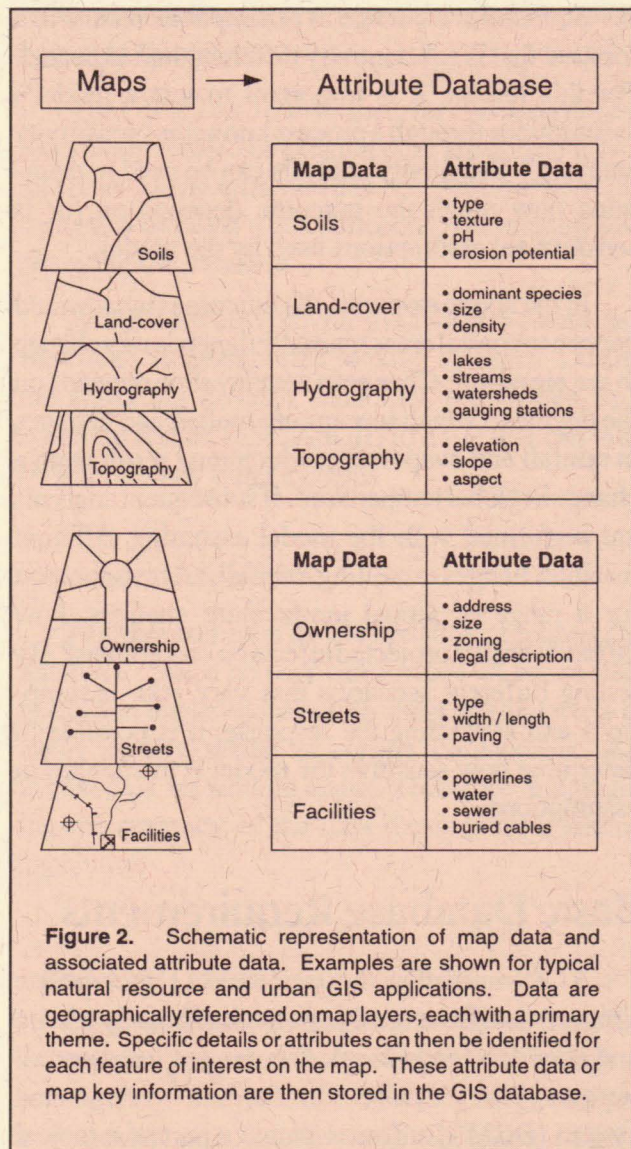 Maps → Attribute Database
Map Data Attribute Data
Soils
• type
• texture
• pH
• erosion potential
Land-cover
• dominant species
• size
• density
Hydrography
• lakes
• streams
• watersheds
• gauging stations
Topography
• elevation
• slope
• aspect
Soils
Land-cover
Hydrography
Topography
Map Data Attribute Data
Ownership
• address
• size
• zoning
• legal description
Streets
• type
• width / length
• paving
Facilities
• powerlines
• water
• sewer
• buried cables
Ownership
Streets
Facilities
Figure 2. Schematic representation of map data and
associated attribute data. Examples are shown for typical
natural resource and urban GIS applications. Data are
geographically referenced on map layers, each with a primary
theme. Specific details or attributes can then be identified for
each feature of interest on the map. These attribute data or
map key information are then stored in the GIS database.